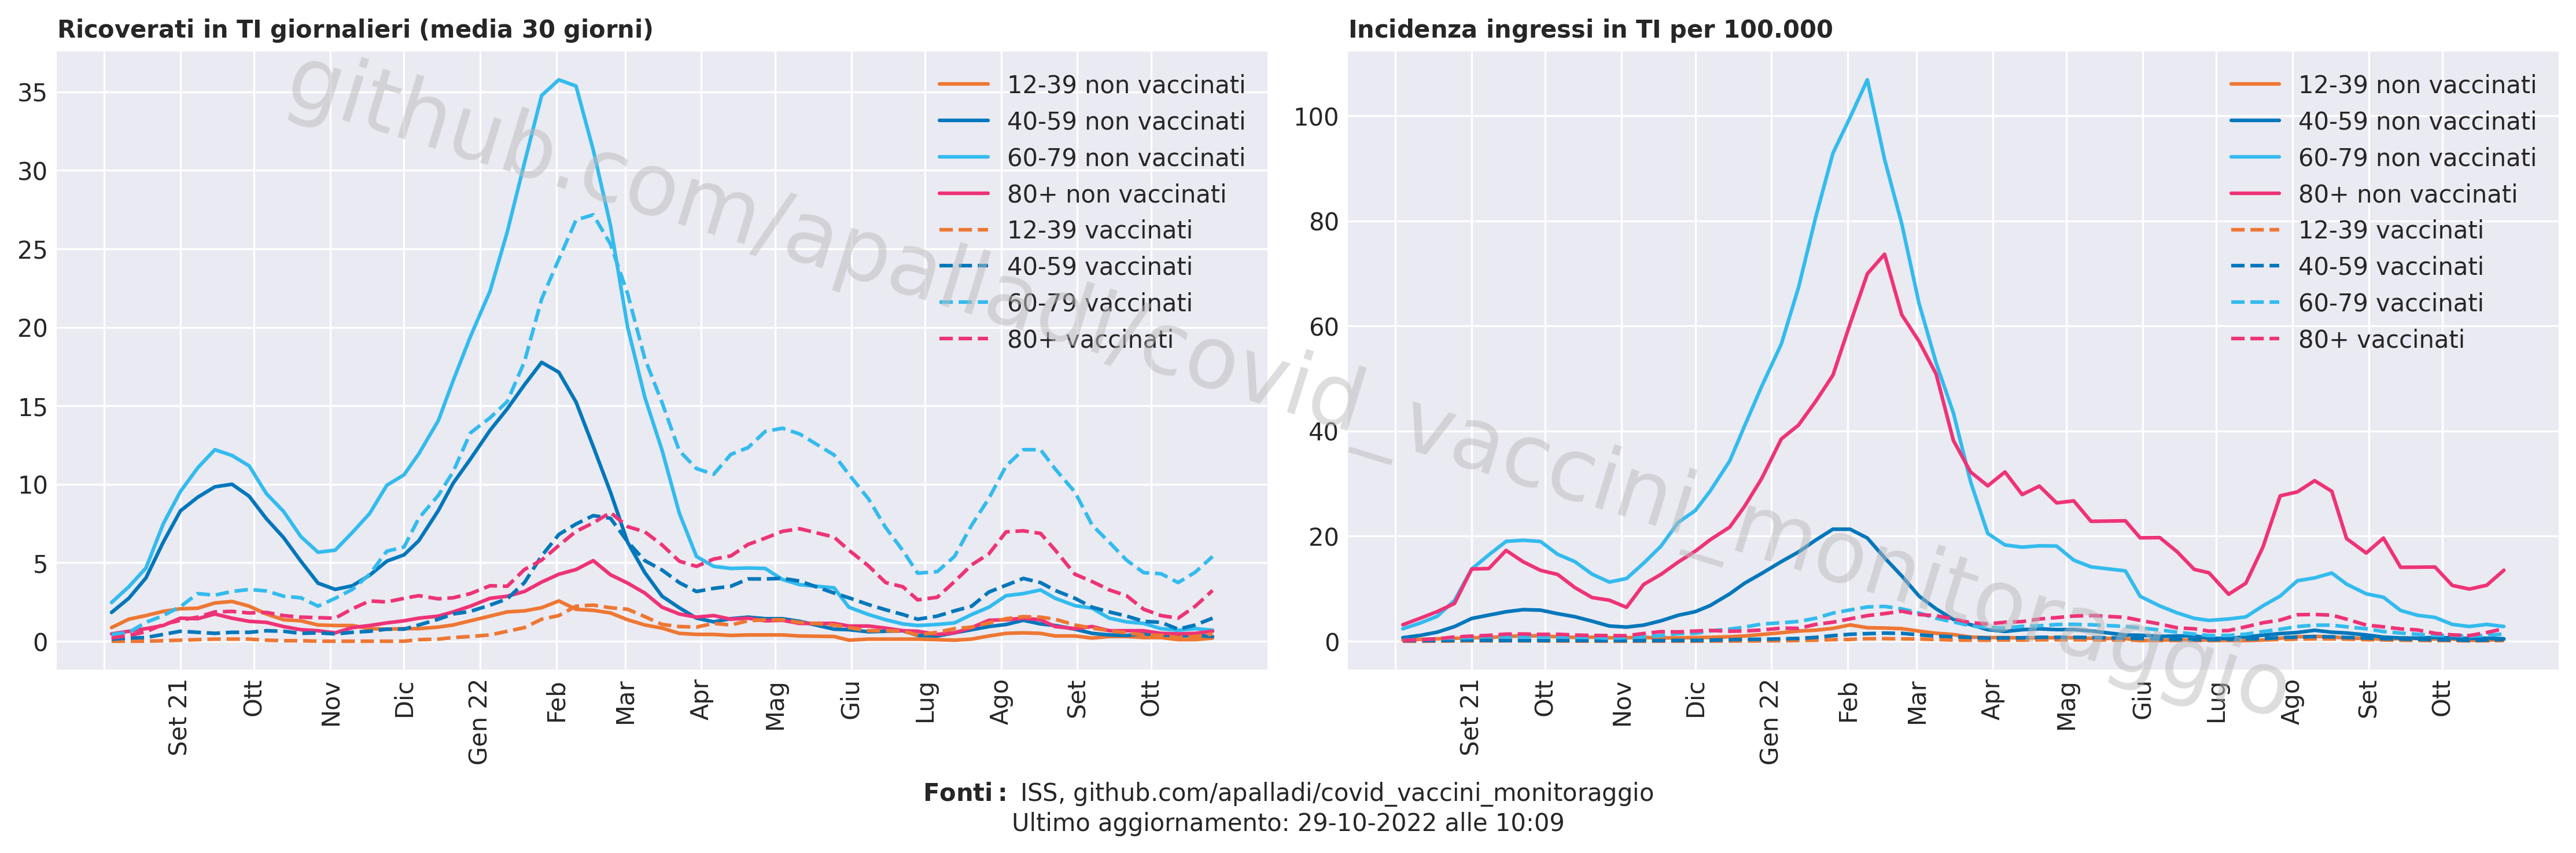 Ricoverati in TI giornalieri (media 30 giorni)
35
30
25
20
15
10
5
0
12-39 non vaccinati
40-59 non vaccinati
60-79 non vaccinati
80+ non vaccinati
12-39 vaccinati
40-59 vaccinati
60-79 vaccinati
80+ vaccinati
Set 21
Ott
Nov
Dic
Gen 22
Feb
Mar
Apr
Mag
Giu
Lug
Ago
Set
Ott
Incidenza ingressi in TI per 100.000
100
80
60
40
20
0
12-39 non vaccinati
40-59 non vaccinati
60-79 non vaccinati
80+ non vaccinati
12-39 vaccinati
40-59 vaccinati
60-79 vaccinati
80+ vaccinati
Set 21
Ott
Nov
Dic
Gen 22
Feb
Mar
Apr
Mag
Giu
Lug
Ago
Set
Ott
github.com/apalladi/covid_vaccini_monitoraggio
Fonti: ISS, github.com/apalladi/covid_vaccini_monitoraggio
Ultimo aggiornamento: 29-10-2022 alle 10:09